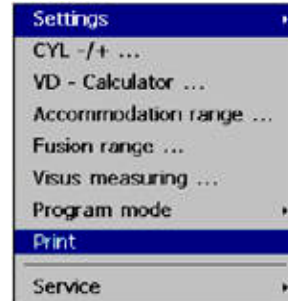 Settings
CYL -/+ ...
VD - Calculator ...
Accommodation range ...
Fusion range ...
Visus measuring ...
Program mode
Print
Service